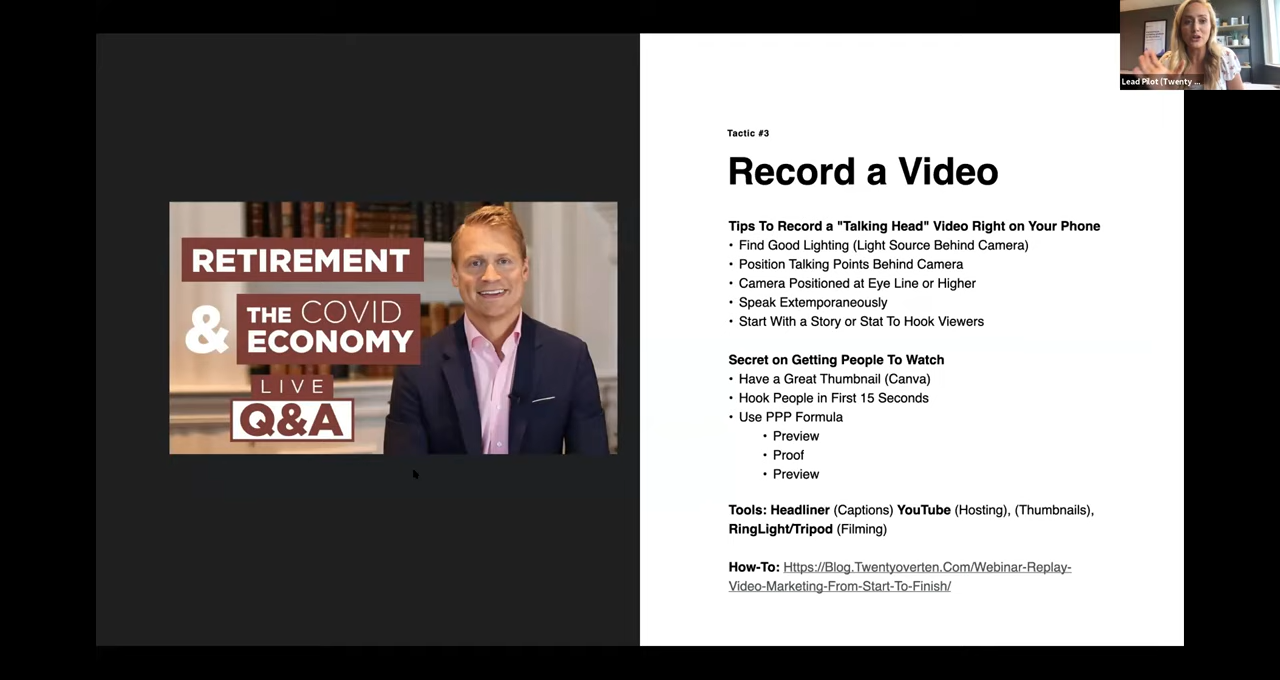 RETIREMENT
& THE COVID
ECONOMY
LIVE
Q&A
Tactic #3
Record a Video
Tips To Record a "Talking Head" Video Right on Your Phone
• Find Good Lighting (Light Source Behind Camera)
• Position Talking Points Behind Camera
• Camera Positioned at Eye Line or Higher
• Speak Extemporaneously
• Start With a Story or Stat To Hook Viewers
Secret on Getting People To Watch
• Have a Great Thumbnail (Canva)
• Hook People in First 15 Seconds
• Use PPP Formula
• Preview
• Proof
• Preview
Tools: Headliner (Captions) YouTube (Hosting), (Thumbnails),
RingLight/Tripod (Filming)
How-To: Https://Blog.Twentyoverten.Com/Webinar-Replay-
Video-Marketing-From-Start-To-Finish/
Lead Pilot (Twenty ...